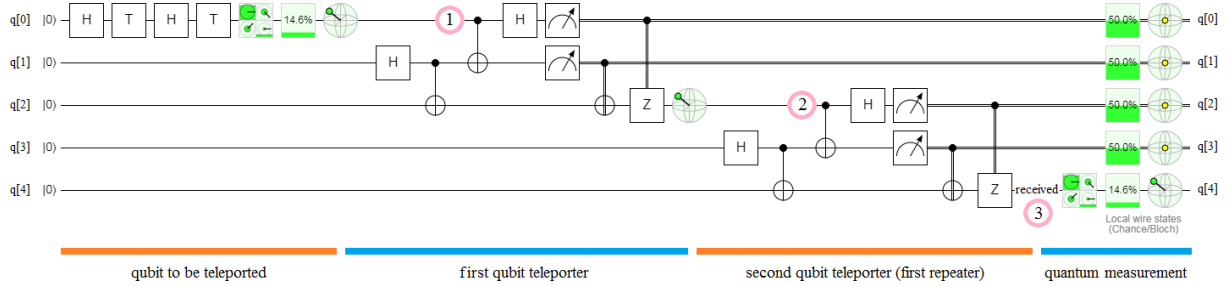 q[0] |0⟩ H T H T 14.6% 1 H 50.0% q[0]
q[1] |0⟩ H 50.0% q[1]
q[2] |0⟩ Z 2 H 50.0% q[2]
q[3] |0⟩ H 50.0% q[3]
q[4] |0⟩ Z received 14.6% q[4]
3
Local wire states
(Chance/Bloch)
qubit to be teleported first qubit teleporter second qubit teleporter (first repeater) quantum measurement